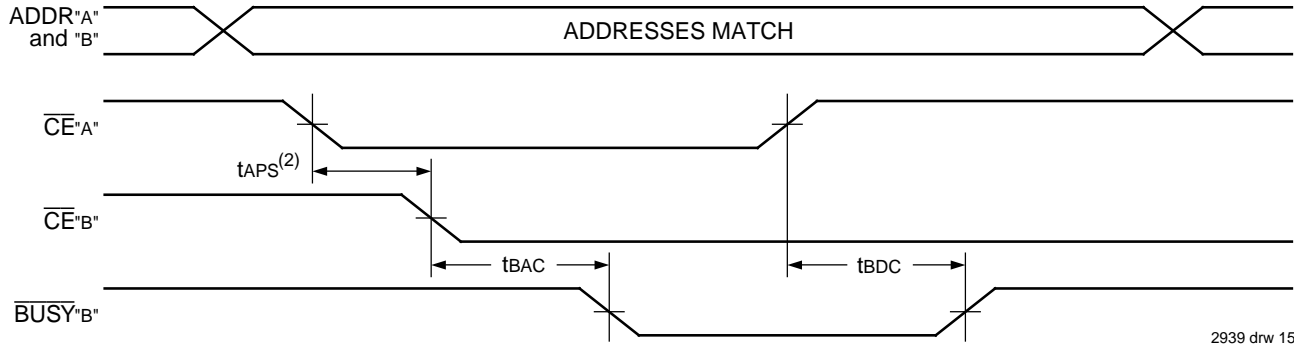 ADDR"A"
and "B"
ADDRESSES MATCH
CE"A"
tAPS(2)
CE"B"
tBAC
tBDC
BUSY"B"
2939 drw 15